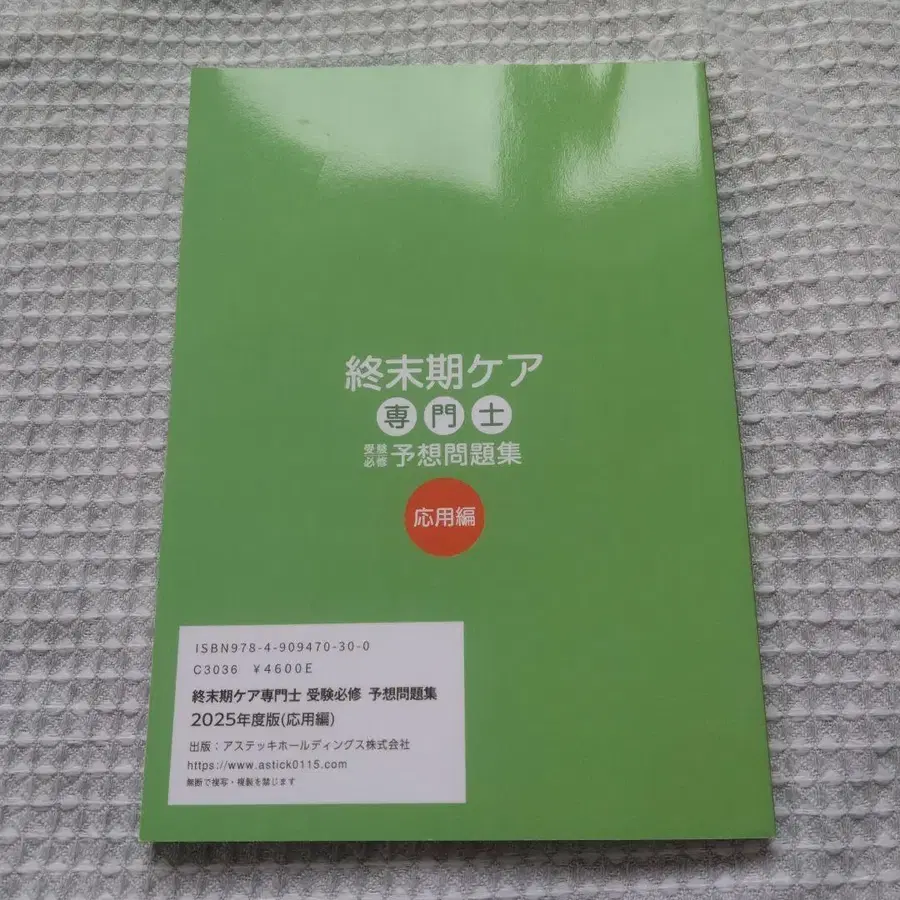 終末期ケア
専門士
受験必修 予想問題集
応用編
ISBN978-4-909470-30-0
C3036 ¥4600E
終末期ケア専門士 受験必修 予想問題集
2025年度版(応用編)
出版：アステッキホールディングス株式会社
https://www.astick0115.com
無断で複写・複製を禁じます